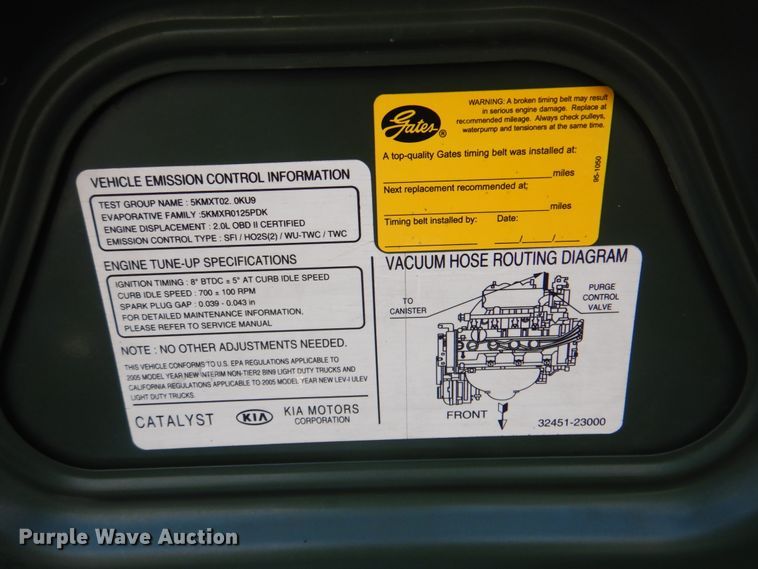 Gates®
WARNING: A broken timing belt may result
in serious engine damage. Replace at
recommended mileage. Always check pulleys,
waterpump and tensioners at the same time.
A top-quality Gates timing belt was installed at:
miles
Next replacement recommended at;
miles
Timing belt installed by: Date:
95-1050
VEHICLE EMISSION CONTROL INFORMATION
TEST GROUP NAME : 5KMXT02. 0KU9
EVAPORATIVE FAMILY :5KMXR0125PDK
ENGINE DISPLACEMENT : 2.0L OBD II CERTIFIED
EMISSION CONTROL TYPE : SFI / HO2S(2) / WU-TWC / TWC
ENGINE TUNE-UP SPECIFICATIONS
IGNITION TIMING : 8° BTDC ± 5° AT CURB IDLE SPEED
CURB IDLE SPEED : 700 ± 100 RPM
SPARK PLUG GAP : 0.039 - 0.043 in
FOR DETAILED MAINTENANCE INFORMATION,
PLEASE REFER TO SERVICE MANUAL
NOTE : NO OTHER ADJUSTMENTS NEEDED.
THIS VEHICLE CONFORMS TO U.S. EPA REGULATIONS APPLICABLE TO
2005 MODEL YEAR NEW INTERIM NON-TIER2 BIN9 LIGHT DUTY TRUCKS AND
CALIFORNIA REGULATIONS APPLICABLE TO 2005 MODEL YEAR NEW LEV-I ULEV
LIGHT DUTY TRUCKS.
CATALYST KIA KIA MOTORS
CORPORATION
VACUUM HOSE ROUTING DIAGRAM
TO
CANISTER
PURGE
CONTROL
VALVE
FRONT
32451-23000
Purple Wave Auction